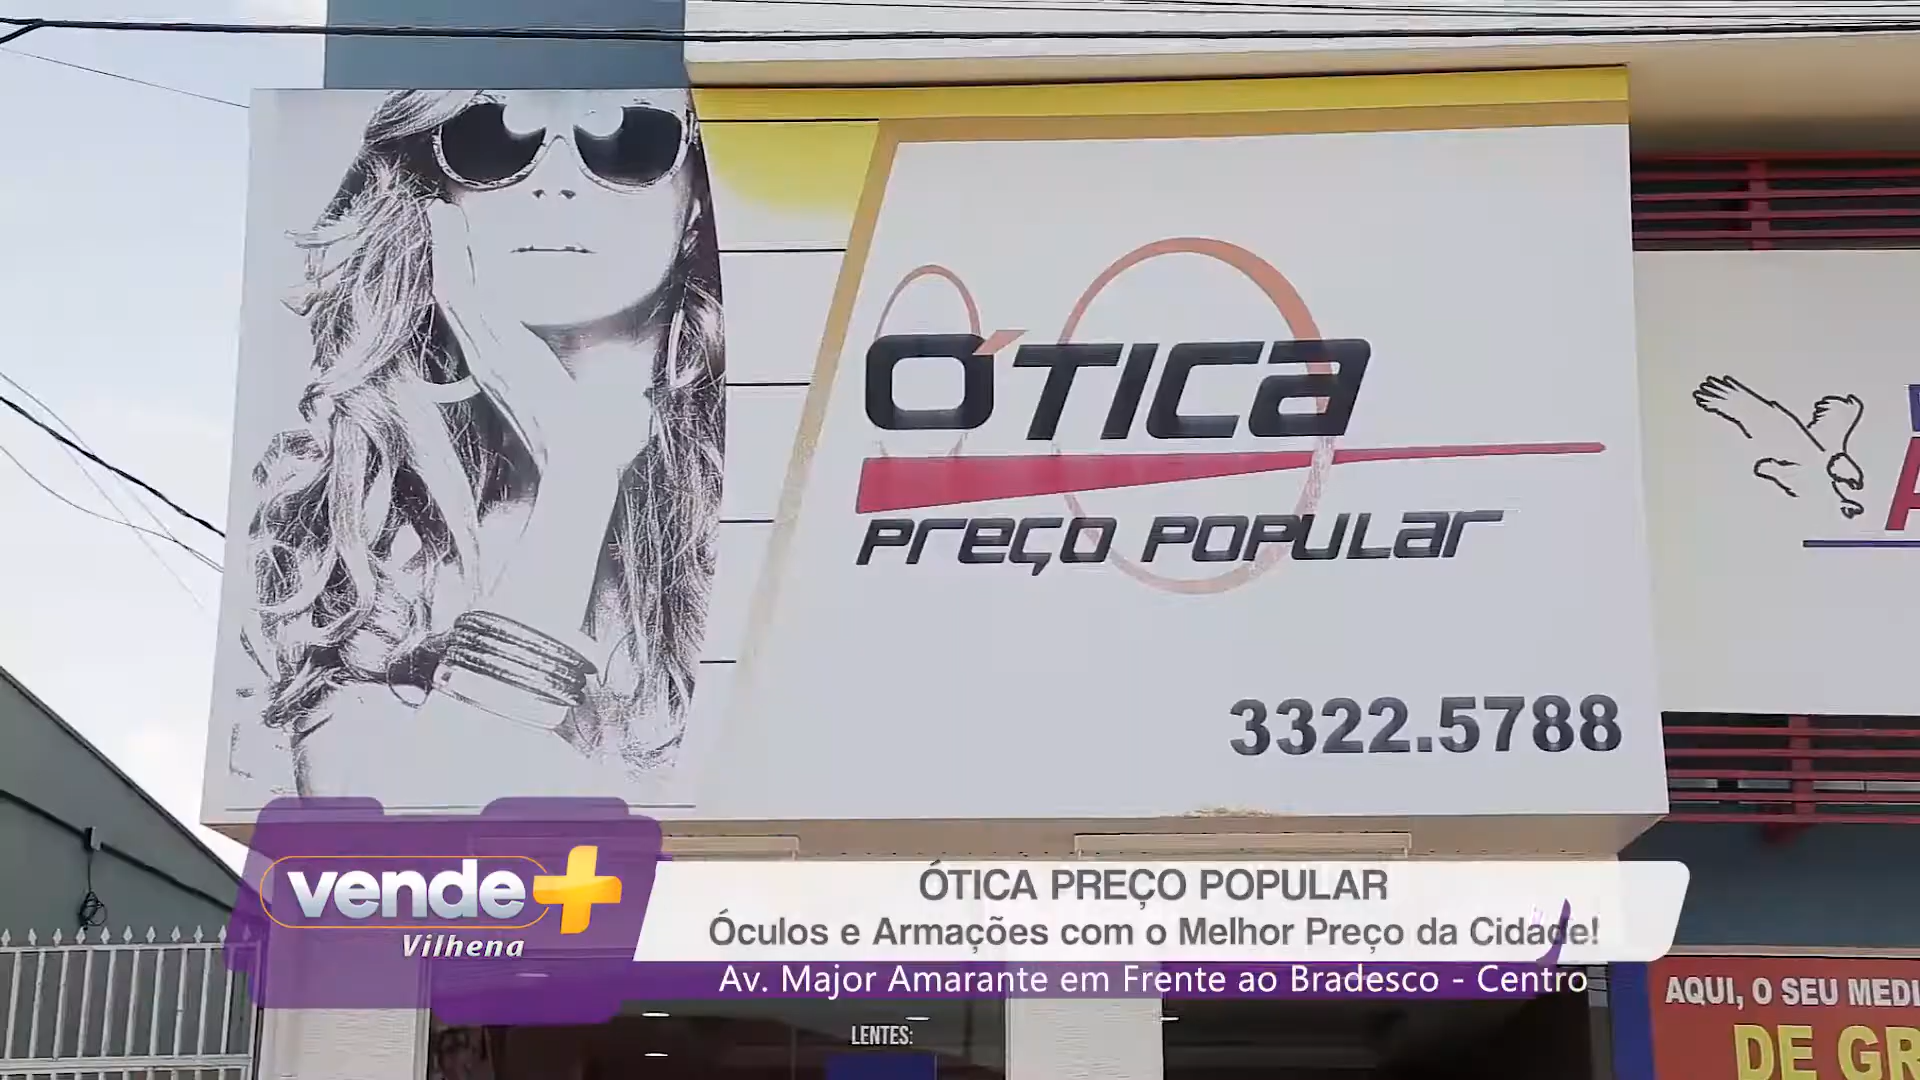 ÓTICA
PREÇO POPULAR
3322.5788
vende+
Vilhena
ÓTICA PREÇO POPULAR
Óculos e Armações com o Melhor Preço da Cidade!
Av. Major Amarante em Frente ao Bradesco - Centro
LENTES:
AQUI, O SEU MEDI
DE GR